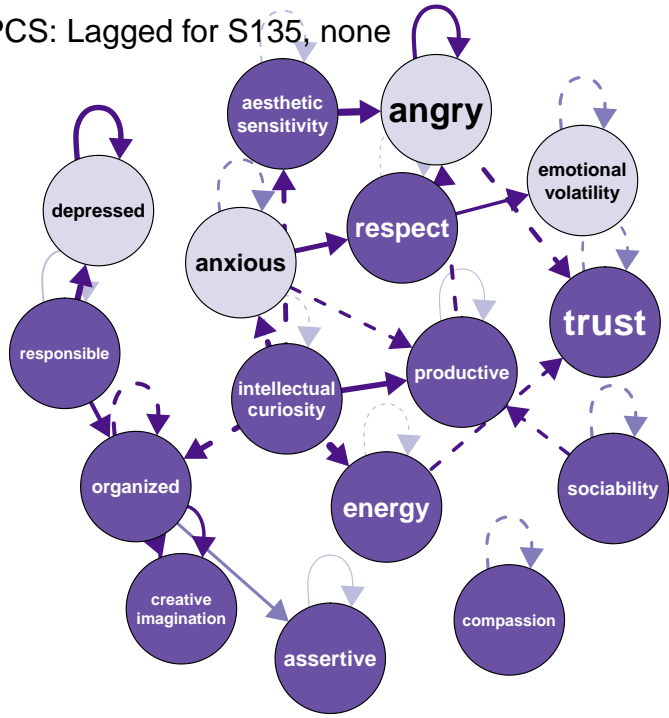 PCS: Lagged for S135, none
aesthetic
sensitivity
angry
emotional
volatility
depressed
respect
anxious
trust
responsible
intellectual
curiosity
productive
organized
energy
sociability
creative
imagination
compassion
assertive